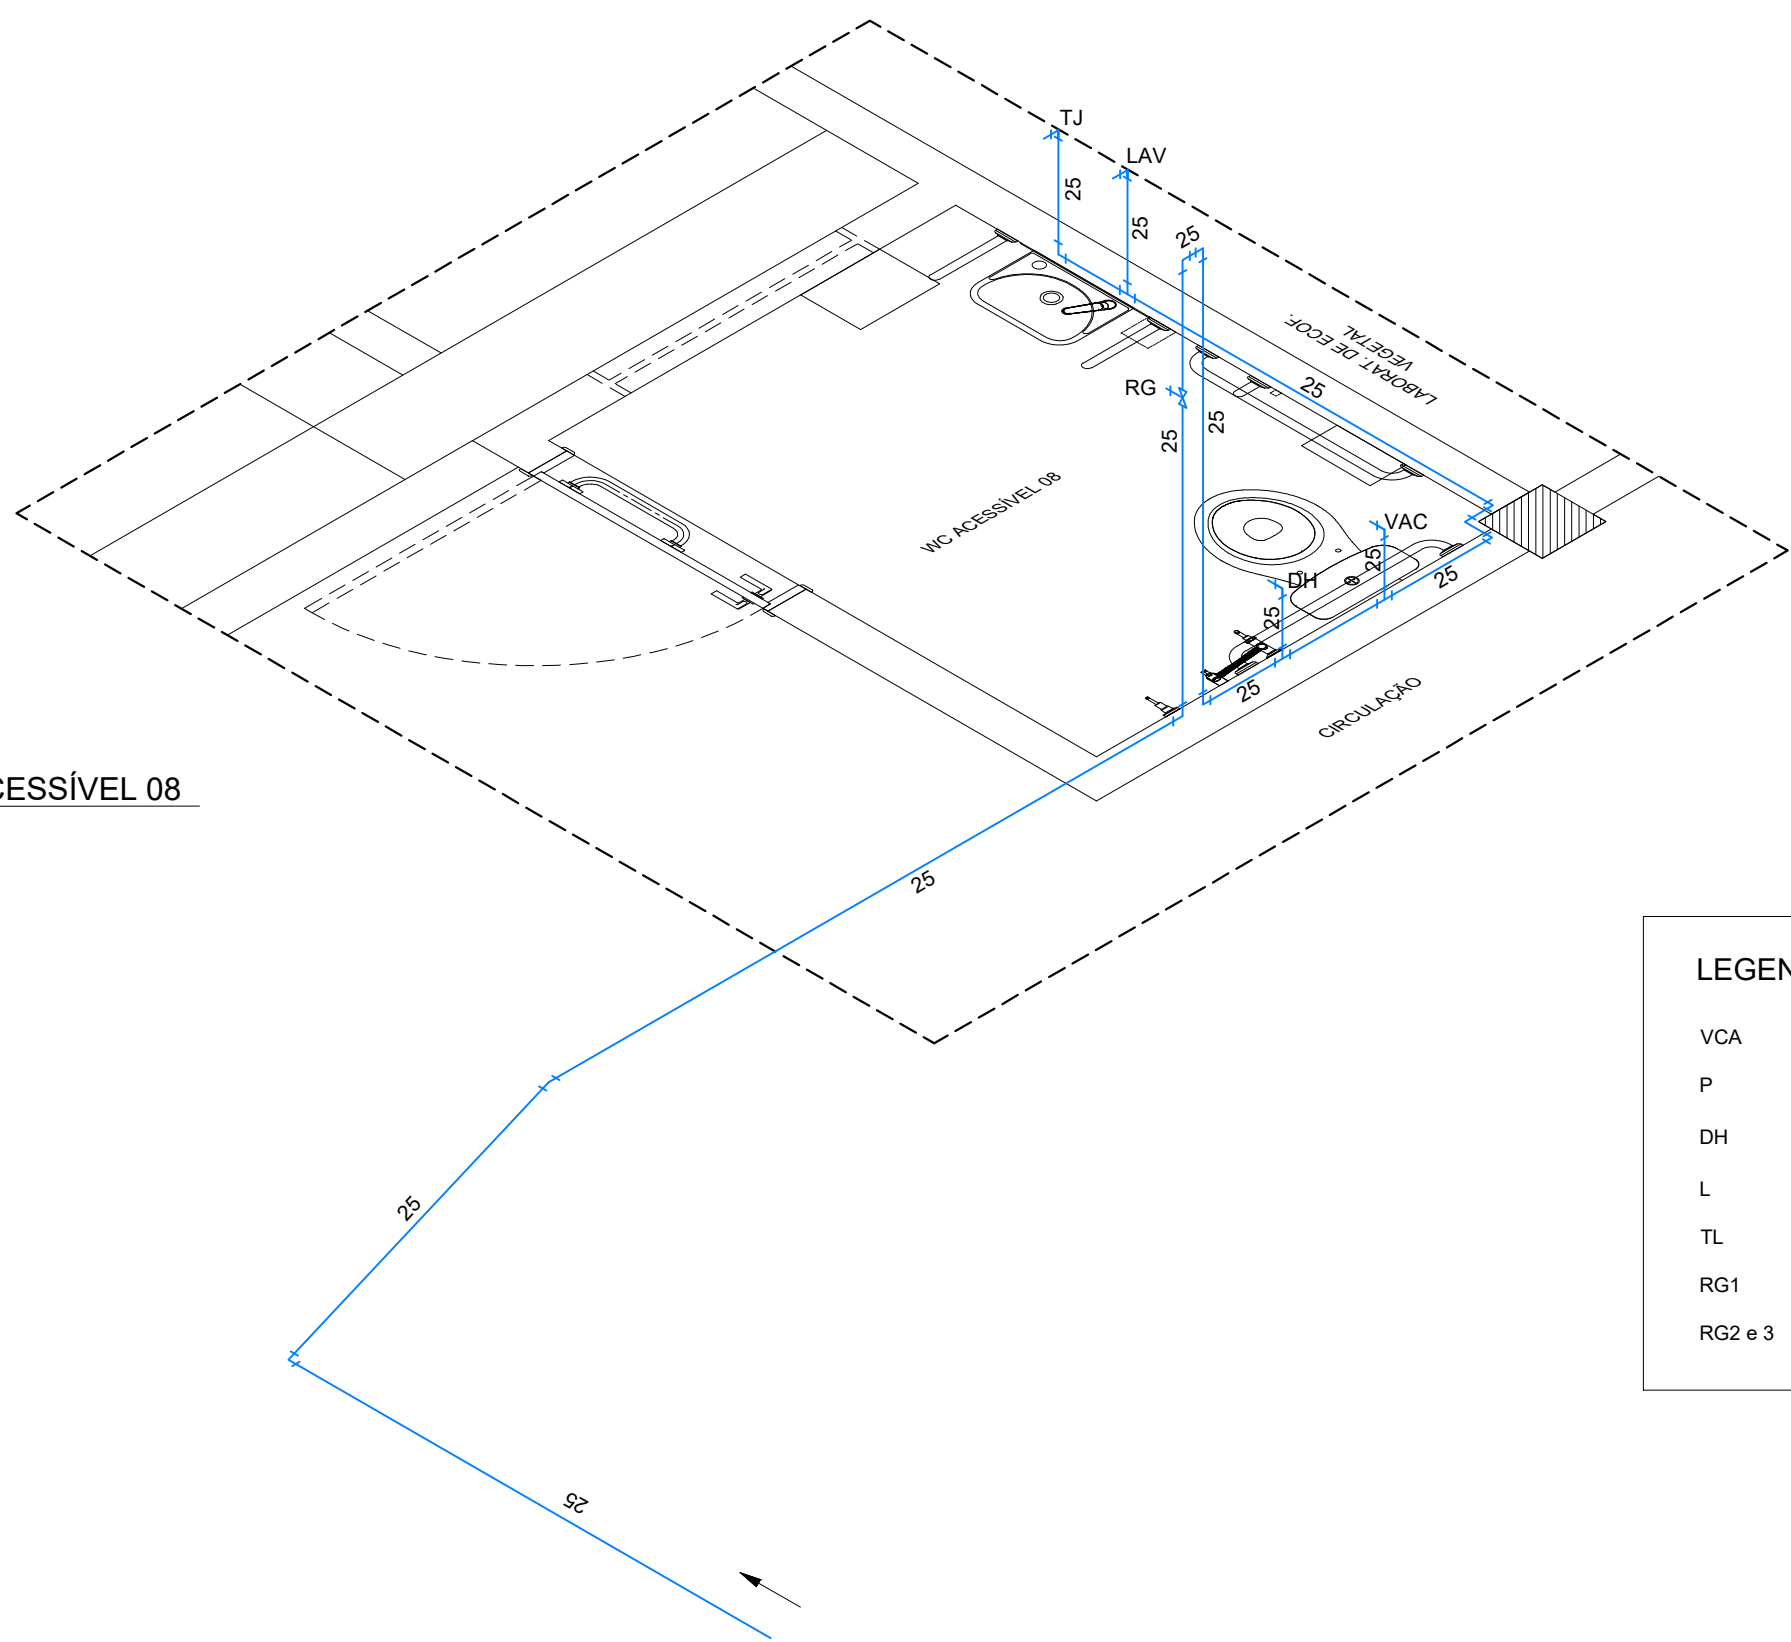 TJ
LAV
25
25
25
LABORAT. DE ECOF.
VEGETAL
RG
25
25
25
WC ACESSÍVEL 08
VAC
DH
25
25
25
25
CIRCULAÇÃO
CESSÍVEL 08
25
25
25
LEGEN
VCA
P
DH
L
TL
RG1
RG2 e 3